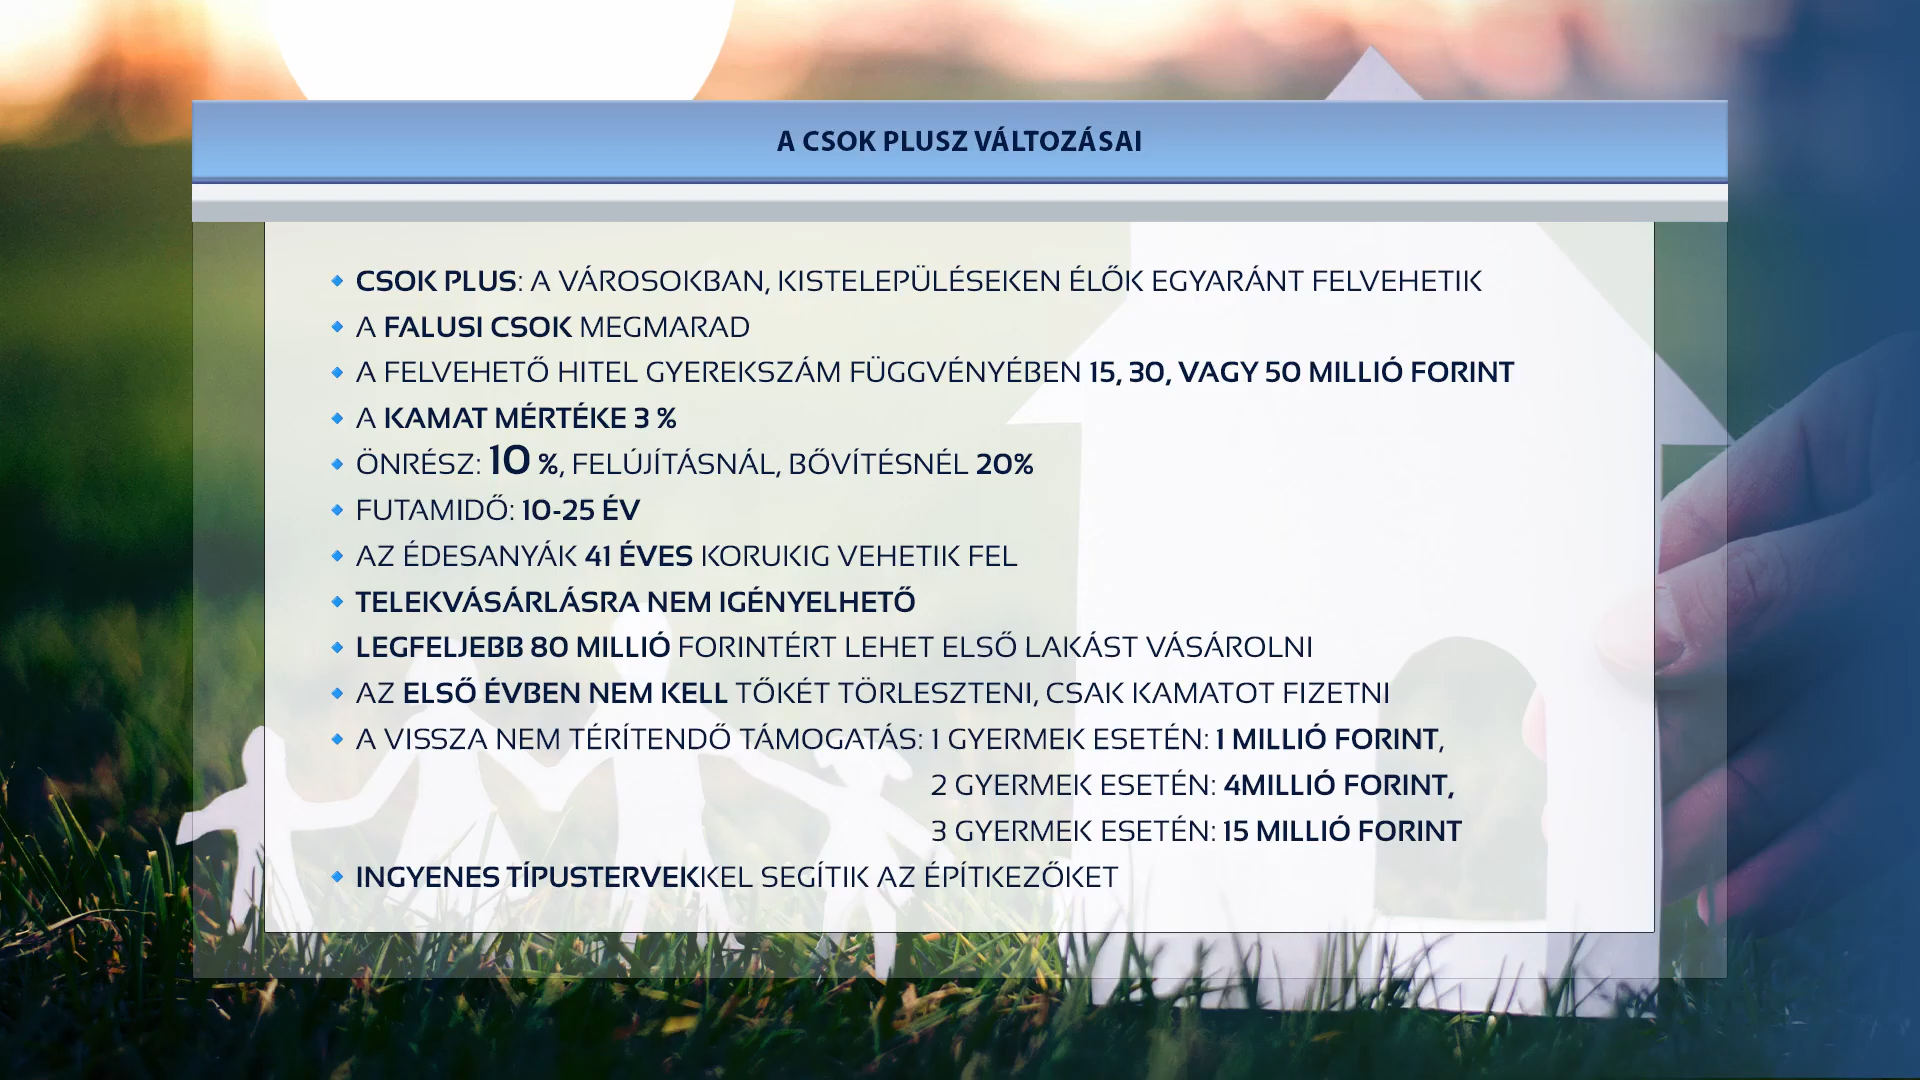 A CSOK PLUSZ VÁLTOZÁSAI
CSOK PLUS: A VÁROSOKBAN, KISTELEPÜLÉSEKEN ÉLŐK EGYARÁNT FELVEHETIK
A FALUSI CSOK MEGMARAD
A FELVEHETŐ HITEL GYEREKSZÁM FÜGGVÉNYÉBEN 15, 30, VAGY 50 MILLIÓ FORINT
A KAMAT MÉRTÉKE 3 %
ÖNRÉSZ: 10 %, FELÚJÍTÁSNÁL, BŐVÍTÉSNÉL 20%
FUTAMIDŐ: 10-25 ÉV
AZ ÉDESANYÁK 41 ÉVES KORUKIG VEHETIK FEL
TELEKVÁSÁRLÁSRA NEM IGÉNYELHETŐ
LEGFELJEBB 80 MILLIÓ FORINTÉRT LEHET ELSŐ LAKÁST VÁSÁROLNI
AZ ELSŐ ÉVBEN NEM KELL TŐKÉT TÖRLESZTENI, CSAK KAMATOT FIZETNI
A VISSZA NEM TÉRÍTENDŐ TÁMOGATÁS: 1 GYERMEK ESETÉN: 1 MILLIÓ FORINT,
2 GYERMEK ESETÉN: 4MILLIÓ FORINT,
3 GYERMEK ESETÉN: 15 MILLIÓ FORINT
INGYENES TÍPUSTERVEKKEL SEGÍTIK AZ ÉPÍTKEZŐKET